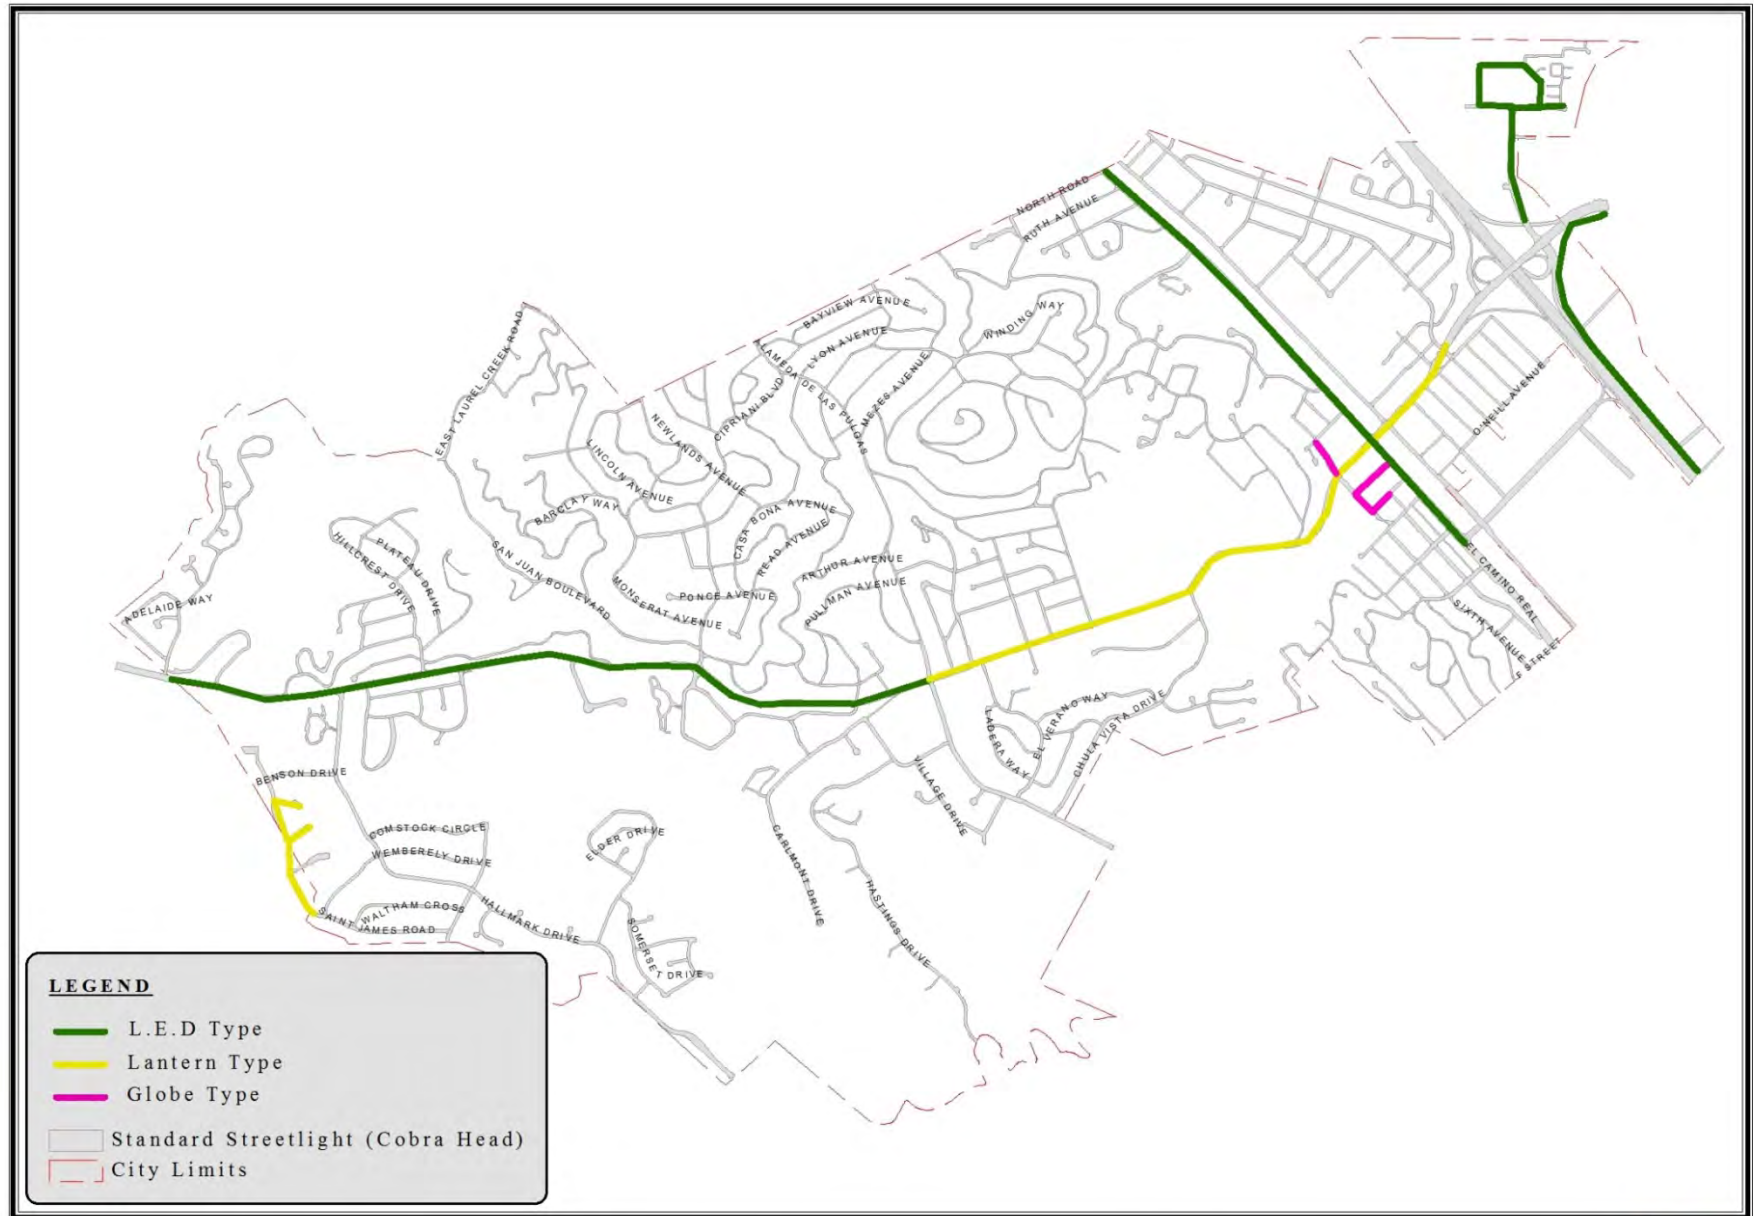 NORTH ROAD
RUTH AVENUE
BAYVIEW AVENUE
WINDING WAY
LYON AVENUE
ALAMEDA DE LAS PULGAS
MEZES AVENUE
CIPRIANI BLVD
EAST LAUREL CREEK ROAD
NEWLANDS AVENUE
LINCOLN AVENUE
BARCLAY WAY
CASA BONA AVENUE
READ AVENUE
O'NEILL AVENUE
HILLCREST DRIVE
PLATEAU DRIVE
SAN JUAN BOULEVARD
MONSERAT AVENUE
PONCE AVENUE
ARTHUR AVENUE
PULLMAN AVENUE
ADELAIDE WAY
EL CAMINO REAL
SIXTH AVENUE
F STREET
LADERA WAY
EL VERANO WAY
CHULA VISTA DRIVE
VILLAGE DRIVE
BENSON DRIVE
COMSTOCK CIRCLE
WEMBERELY DRIVE
ELDER DRIVE
CARLMONT DRIVE
HASTINGS DRIVE
WALTHAM CROSS
SAINT JAMES ROAD
HALLMARK DRIVE
SOMERSET DRIVE
LEGEND
L.E.D Type
Lantern Type
Globe Type
Standard Streetlight (Cobra Head)
City Limits